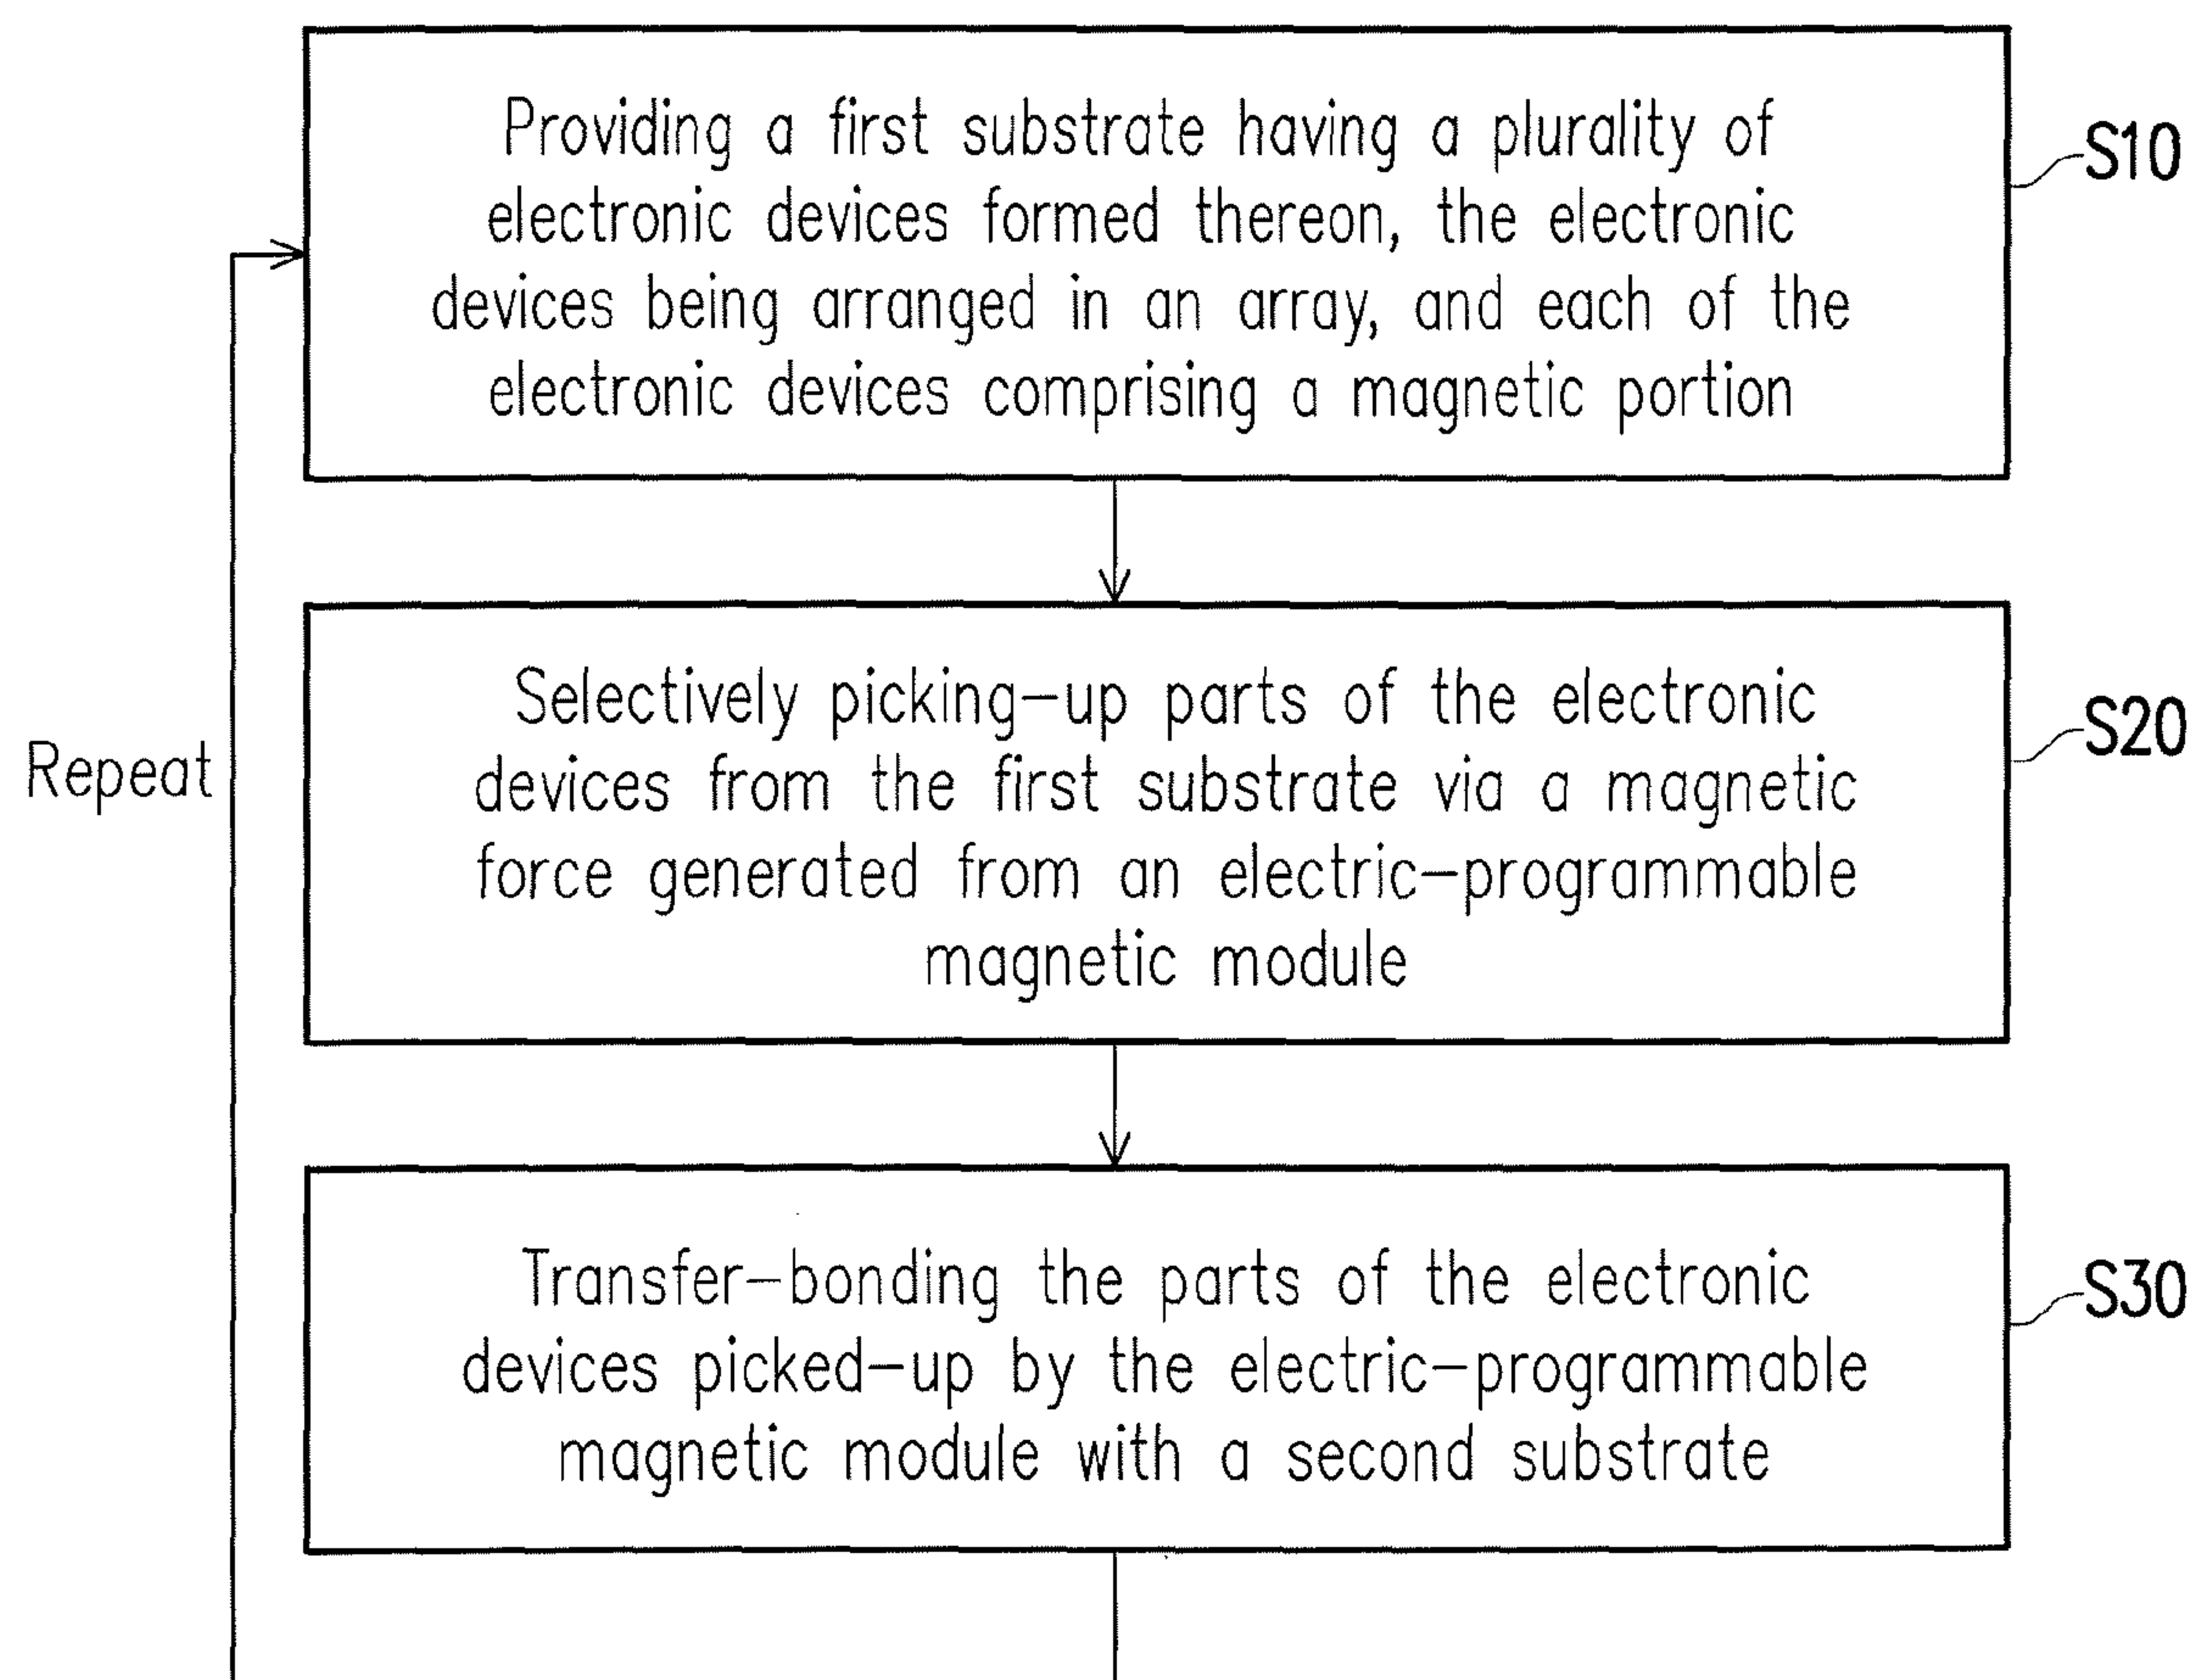 Providing a first substrate having a plurality of
electronic devices formed thereon, the electronic
devices being arranged in an array, and each of the
electronic devices comprising a magnetic portion
S10
Selectively picking-up parts of the electronic
devices from the first substrate via a magnetic
force generated from an electric-programmable
magnetic module
S20
Repeat
Transfer-bonding the parts of the electronic
devices picked-up by the electric-programmable
magnetic module with a second substrate
S30